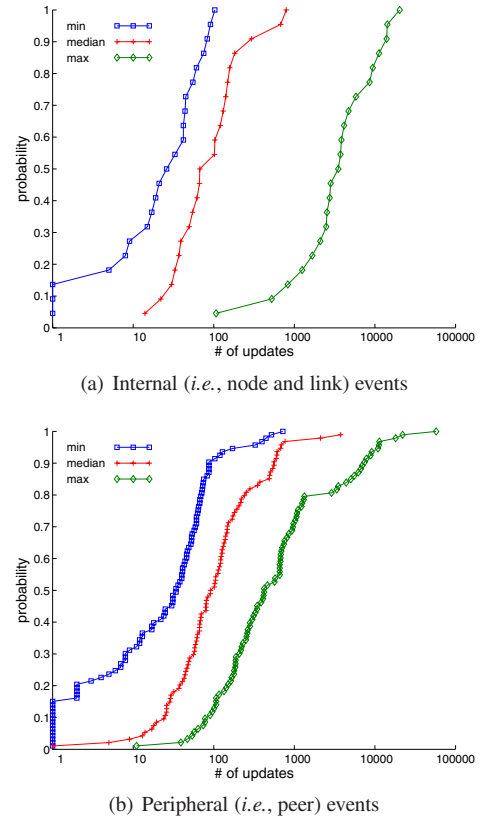 1
0.9
0.8
0.7
0.6
0.5
0.4
0.3
0.2
0.1
0
probability
min
median
max
1 10 100 1000 10000 100000
# of updates
(a) Internal (i.e., node and link) events
1
0.9
0.8
0.7
0.6
0.5
0.4
0.3
0.2
0.1
0
probability
min
median
max
1 10 100 1000 10000 100000
# of updates
(b) Peripheral (i.e., peer) events